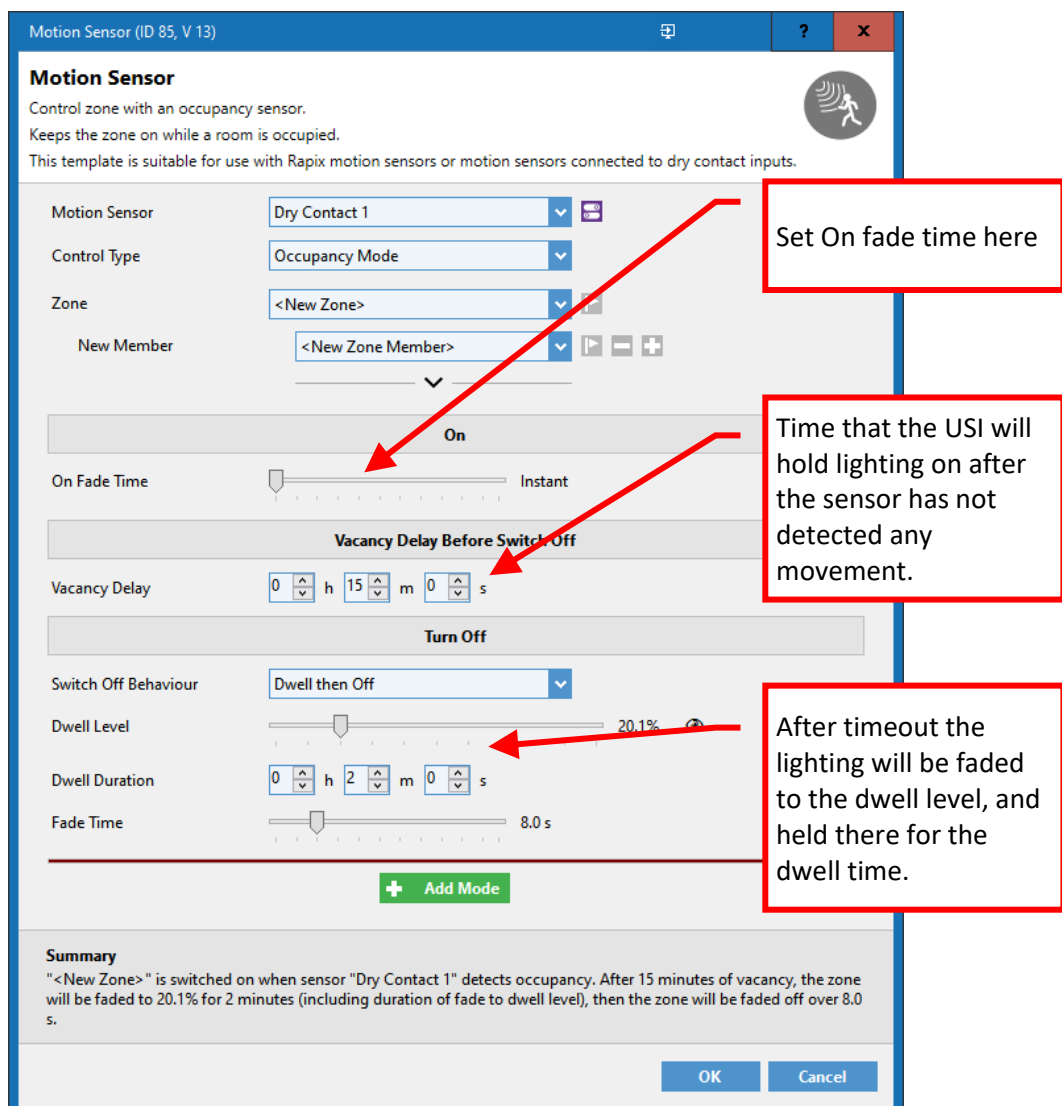 Motion Sensor (ID 85, V 13)
?
x
Motion Sensor
Control zone with an occupancy sensor.
Keeps the zone on while a room is occupied.
This template is suitable for use with Rapix motion sensors or motion sensors connected to dry contact inputs.
Motion Sensor
Dry Contact 1
Set On fade time here
Control Type
Occupancy Mode
Zone
<New Zone>
New Member
<New Zone Member>
On
Time that the USI will
hold lighting on after
the sensor has not
detected any
movement.
On Fade Time
Instant
Vacancy Delay Before Switch Off
Vacancy Delay
0 h 15 m 0 s
Turn Off
Switch Off Behaviour
Dwell then Off
After timeout the
lighting will be faded
to the dwell level, and
held there for the
dwell time.
Dwell Level
20.1%
Dwell Duration
0 h 2 m 0 s
Fade Time
8.0 s
Add Mode
Summary
"<New Zone>" is switched on when sensor "Dry Contact 1" detects occupancy. After 15 minutes of vacancy, the zone
will be faded to 20.1% for 2 minutes (including duration of fade to dwell level), then the zone will be faded off over 8.0
s.
OK
Cancel